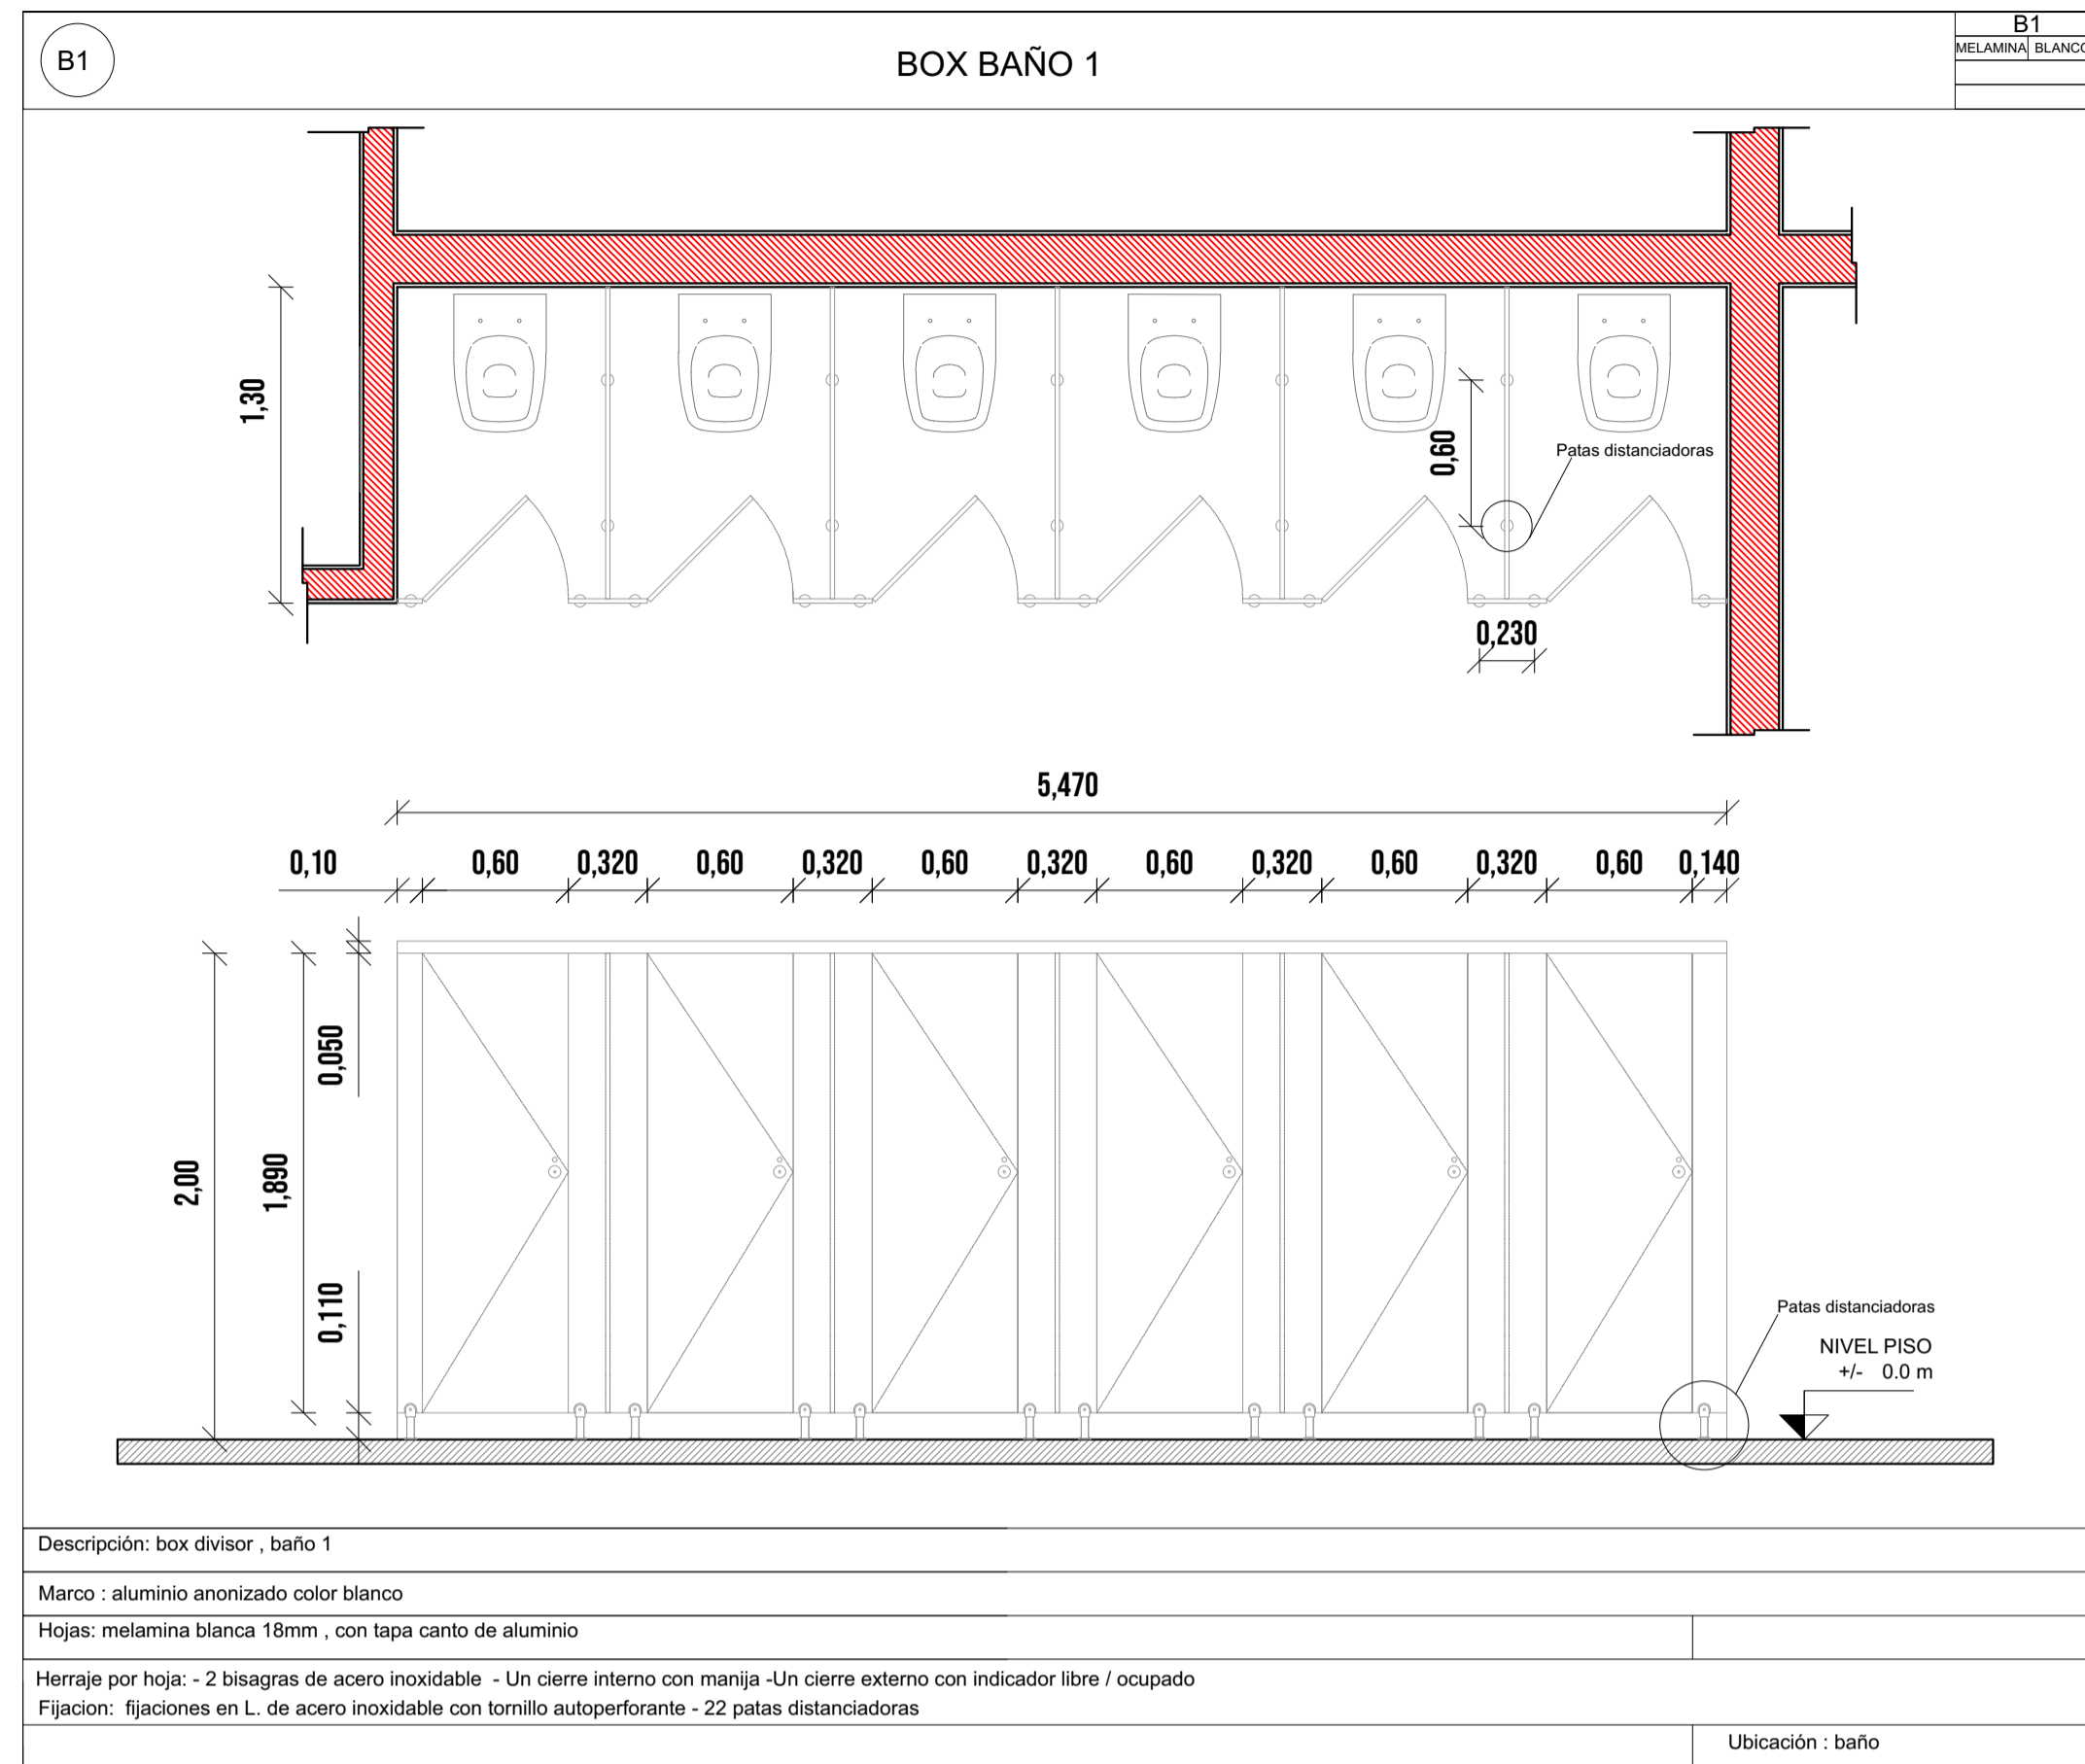 B1
BOX BAÑO 1
B1
MELAMINA BLANCO
1,30
0,60
Patas distanciadoras
0,230
5,470
0,10 0,60 0,320 0,60 0,320 0,60 0,320 0,60 0,320 0,60 0,320 0,60 0,140
0,050
2,00
1,890
0,110
Patas distanciadoras
NIVEL PISO
+/- 0.0 m
Descripción: box divisor , baño 1
Marco : aluminio anonizado color blanco
Hojas: melamina blanca 18mm , con tapa canto de aluminio
Herraje por hoja: - 2 bisagras de acero inoxidable - Un cierre interno con manija -Un cierre externo con indicador libre / ocupado
Fijacion: fijaciones en L. de acero inoxidable con tornillo autoperforante - 22 patas distanciadoras
Ubicación : baño